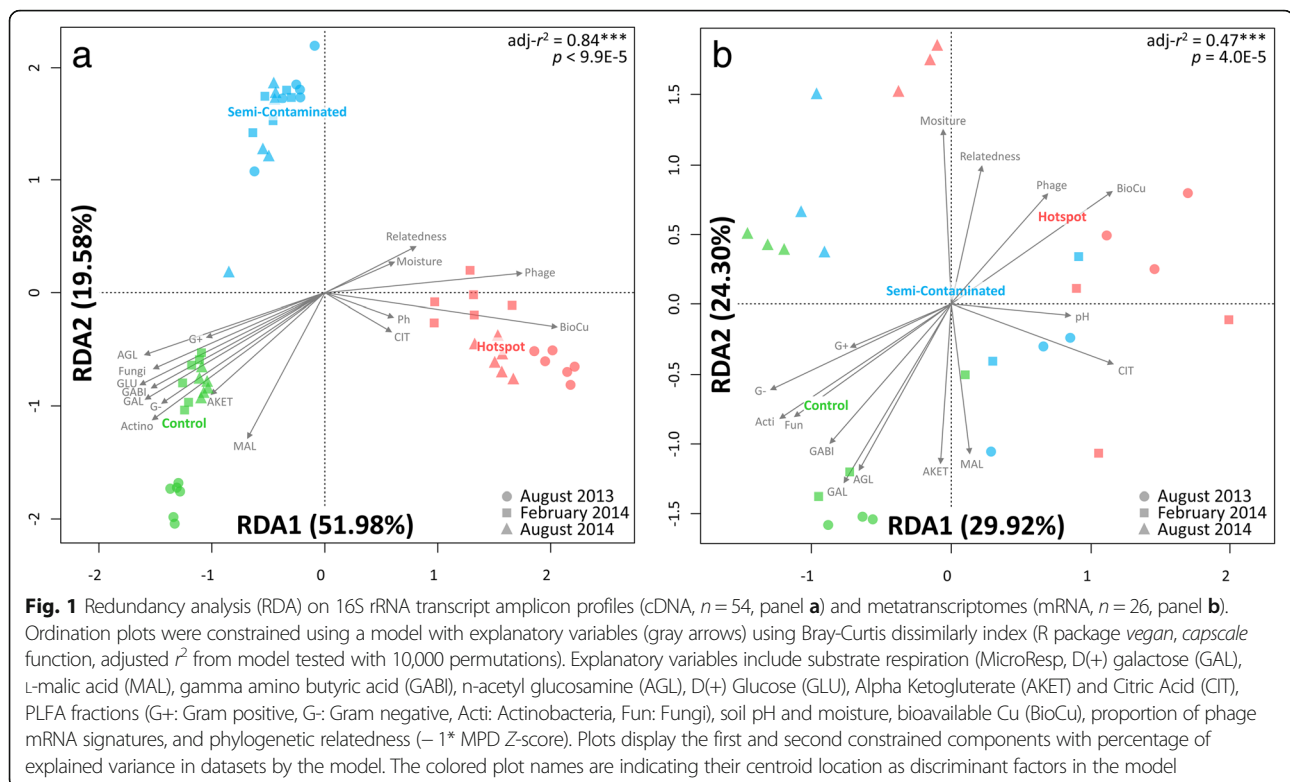 a
adj-r² = 0.84***
p < 9.9E-5
Semi-Contaminated
Relatedness
Moisture
Phage
Ph
CIT
BioCu
Hotspot
G+
AGL
Fungi
GLU
GABI
GAL
G-
Actino
AKET
MAL
Control
RDA2 (19.58%)
2
1
0
-1
-2
RDA1 (51.98%)
August 2013
February 2014
August 2014
-2
-1
0
1
2
b
adj-r² = 0.47***
p = 4.0E-5
Mositure
Relatedness
Phage
BioCu
Hotspot
Semi-Contaminated
pH
CIT
G+
G-
Acti
Fun
Control
GABI
GAL
AGL
AKET
MAL
RDA2 (24.30%)
1.5
1.0
0.5
0.0
-0.5
-1.0
-1.5
RDA1 (29.92%)
August 2013
February 2014
August 2014
-1
0
1
2
Fig. 1 Redundancy analysis (RDA) on 16S rRNA transcript amplicon profiles (cDNA, n = 54, panel a) and metatranscriptomes (mRNA, n = 26, panel b).
Ordination plots were constrained using a model with explanatory variables (gray arrows) using Bray-Curtis dissimilarly index (R package vegan, capscale
function, adjusted r² from model tested with 10,000 permutations). Explanatory variables include substrate respiration (MicroResp, D(+) galactose (GAL),
L-malic acid (MAL), gamma amino butyric acid (GABI), n-acetyl glucosamine (AGL), D(+) Glucose (GLU), Alpha Ketogluterate (AKET) and Citric Acid (CIT),
PLFA fractions (G+: Gram positive, G-: Gram negative, Acti: Actinobacteria, Fun: Fungi), soil pH and moisture, bioavailable Cu (BioCu), proportion of phage
mRNA signatures, and phylogenetic relatedness (− 1* MPD Z-score). Plots display the first and second constrained components with percentage of
explained variance in datasets by the model. The colored plot names are indicating their centroid location as discriminant factors in the model